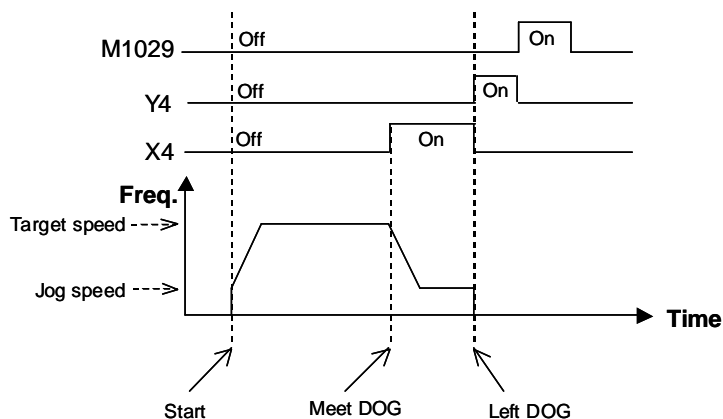 M1029 Off On
Y4 Off On
X4 Off On
Freq.
Target speed
Jog speed
Time
Start Meet DOG Left DOG